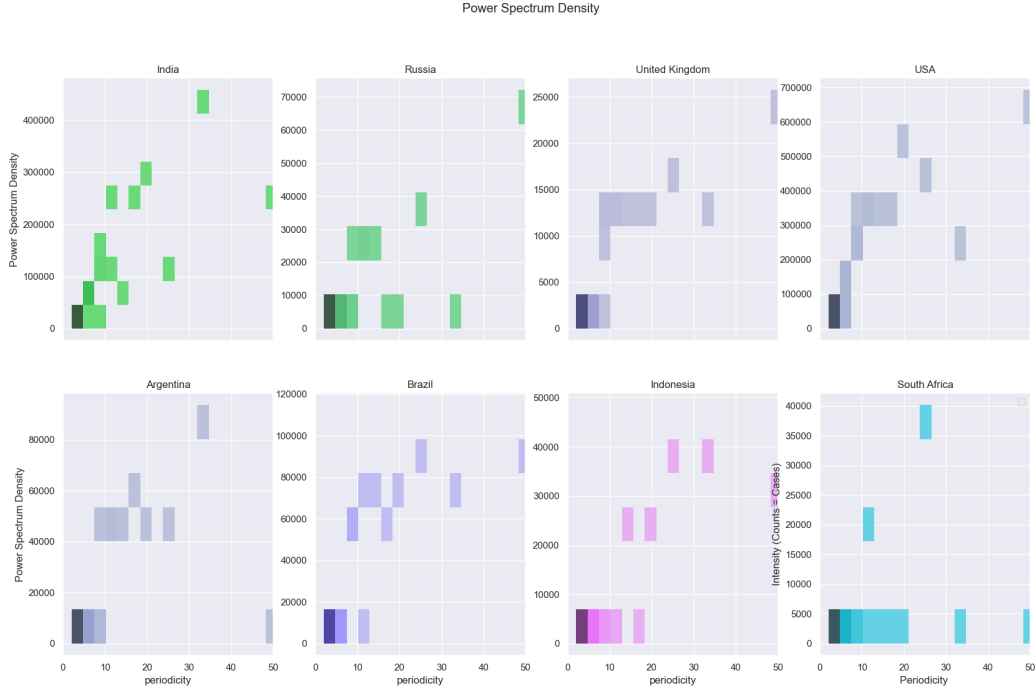 Power Spectrum Density
India
Russia
United Kingdom
USA
Power Spectrum Density
400000
300000
200000
100000
0
70000
60000
50000
40000
30000
20000
10000
0
25000
20000
15000
10000
5000
0
700000
600000
500000
400000
300000
200000
100000
0
Argentina
Brazil
Indonesia
South Africa
Power Spectrum Density
80000
60000
40000
20000
0
120000
100000
80000
60000
40000
20000
0
50000
40000
30000
20000
10000
0
Intensity (Counts = Cases)
40000
35000
30000
25000
20000
15000
10000
5000
0
0 10 20 30 40 50
periodicity
0 10 20 30 40 50
periodicity
0 10 20 30 40 50
periodicity
0 10 20 30 40 50
Periodicity